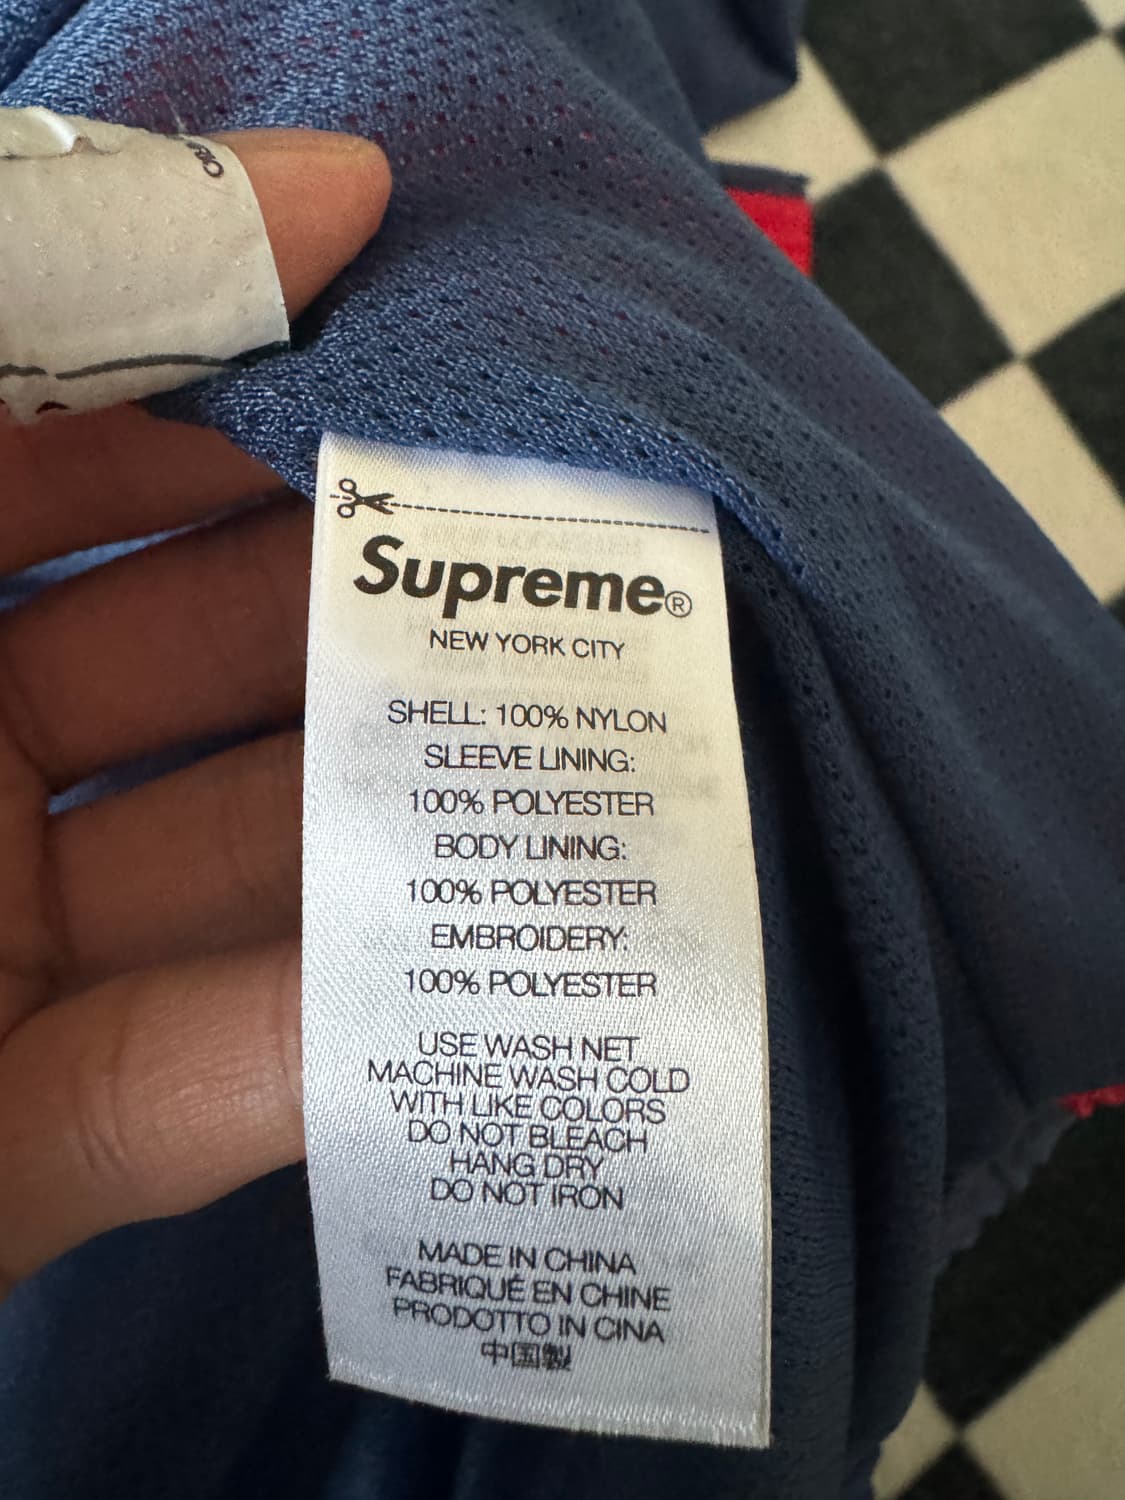 Supreme®
NEW YORK CITY
SHELL: 100% NYLON
SLEEVE LINING:
100% POLYESTER
BODY LINING:
100% POLYESTER
EMBROIDERY:
100% POLYESTER
USE WASH NET
MACHINE WASH COLD
WITH LIKE COLORS
DO NOT BLEACH
HANG DRY
DO NOT IRON
MADE IN CHINA
FABRIQUÉ EN CHINE
PRODOTTO IN CINA
中国製